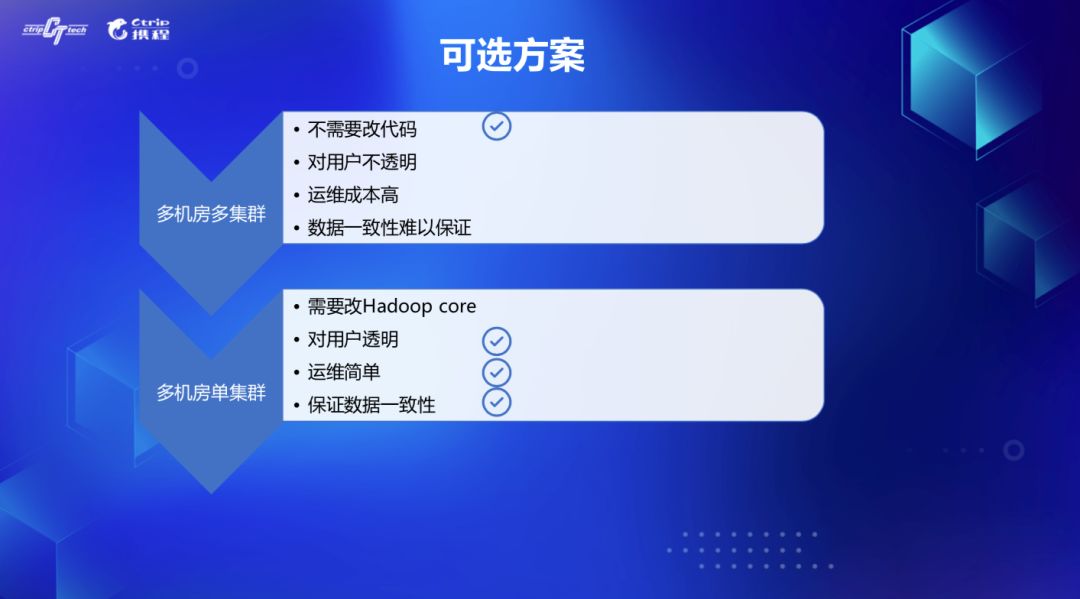 ctrip tech
Ctrip
携程
可选方案
多机房多集群
• 不需要改代码
• 对用户不透明
• 运维成本高
• 数据一致性难以保证
多机房单集群
• 需要改Hadoop core
• 对用户透明
• 运维简单
• 保证数据一致性